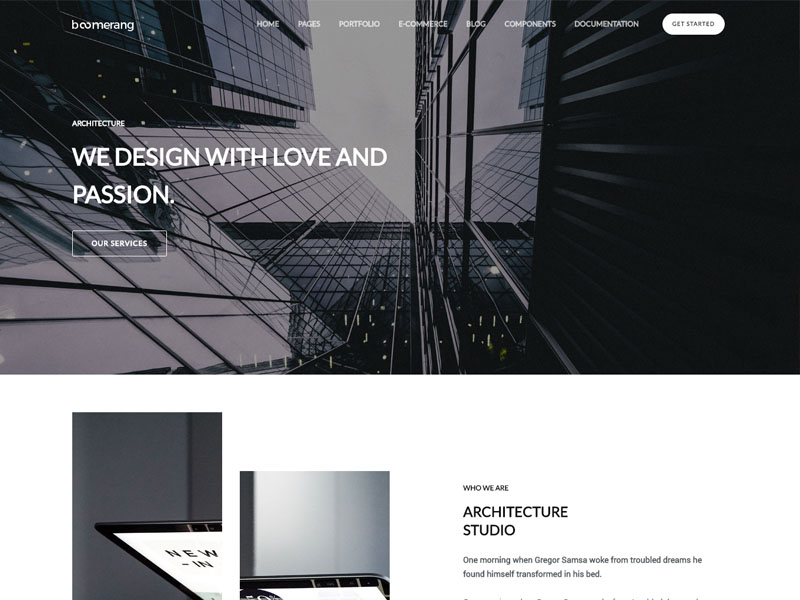 boomerang
HOME PAGES PORTFOLIO E-COMMERCE BLOG COMPONENTS DOCUMENTATION GET STARTED
ARCHITECTURE
WE DESIGN WITH LOVE AND
PASSION.
OUR SERVICES
NEW
- IN
WHO WE ARE
ARCHITECTURE
STUDIO
One morning when Gregor Samsa woke from troubled dreams he
found himself transformed in his bed.